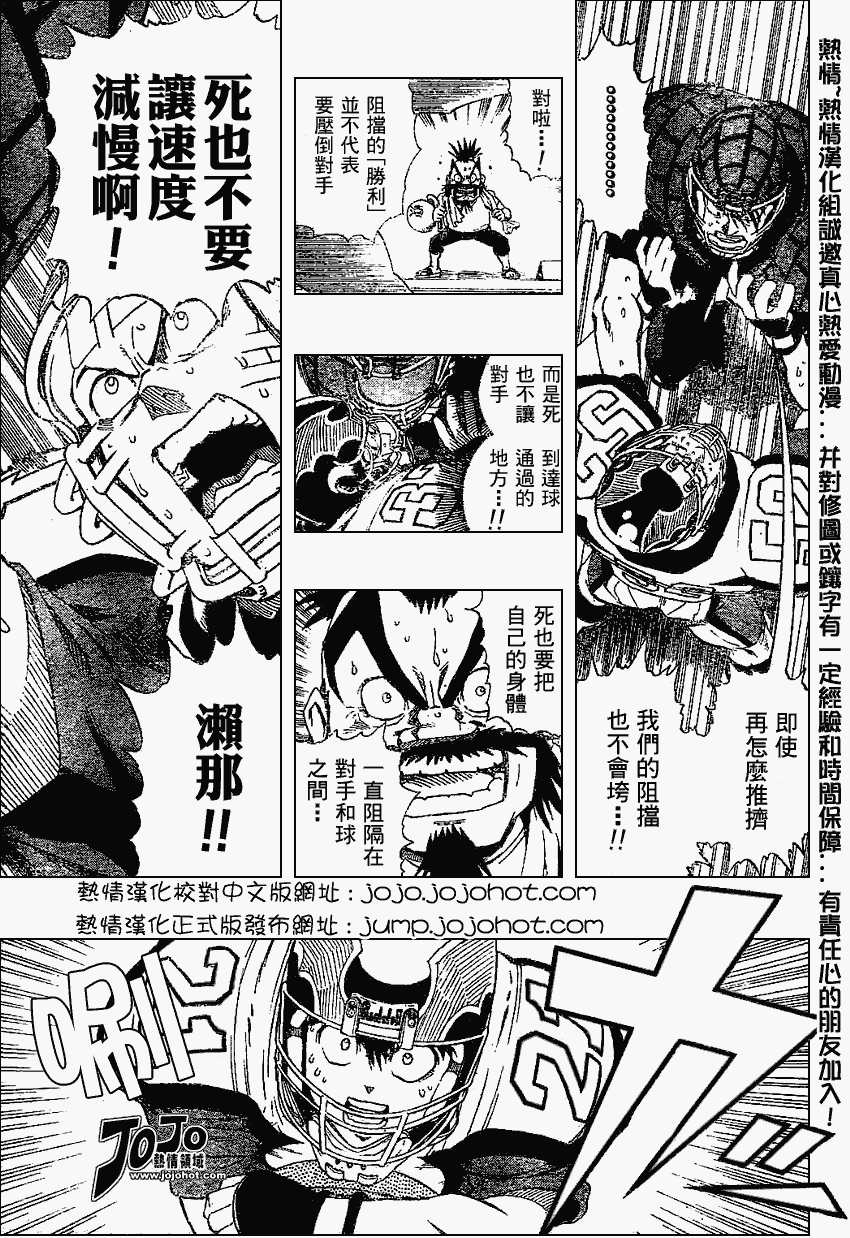 ………
即使
再怎麼推擠
我們的阻擋
也不會垮…!!
對啦…!
阻擋的「勝利」
並不代表
要壓倒對手
而是死
也不讓
對手
到達球
通過的
地方…!!
死也要把
自己的身體
一直阻隔在
對手和球
之間…
死也不要
讓速度
減慢啊!
瀨那!!
熱情漢化校對中文版網址：jojo.jojohot.com
熱情漢化正式版發布網址：jump.jojohot.com
唰
21
JoJo
熱情領域
www.jojohot.com
熱情~熱情漢化組誠邀真心熱愛動漫...并對修圖或鑲字有一定經驗和時間保障...有責任心的朋友加入!